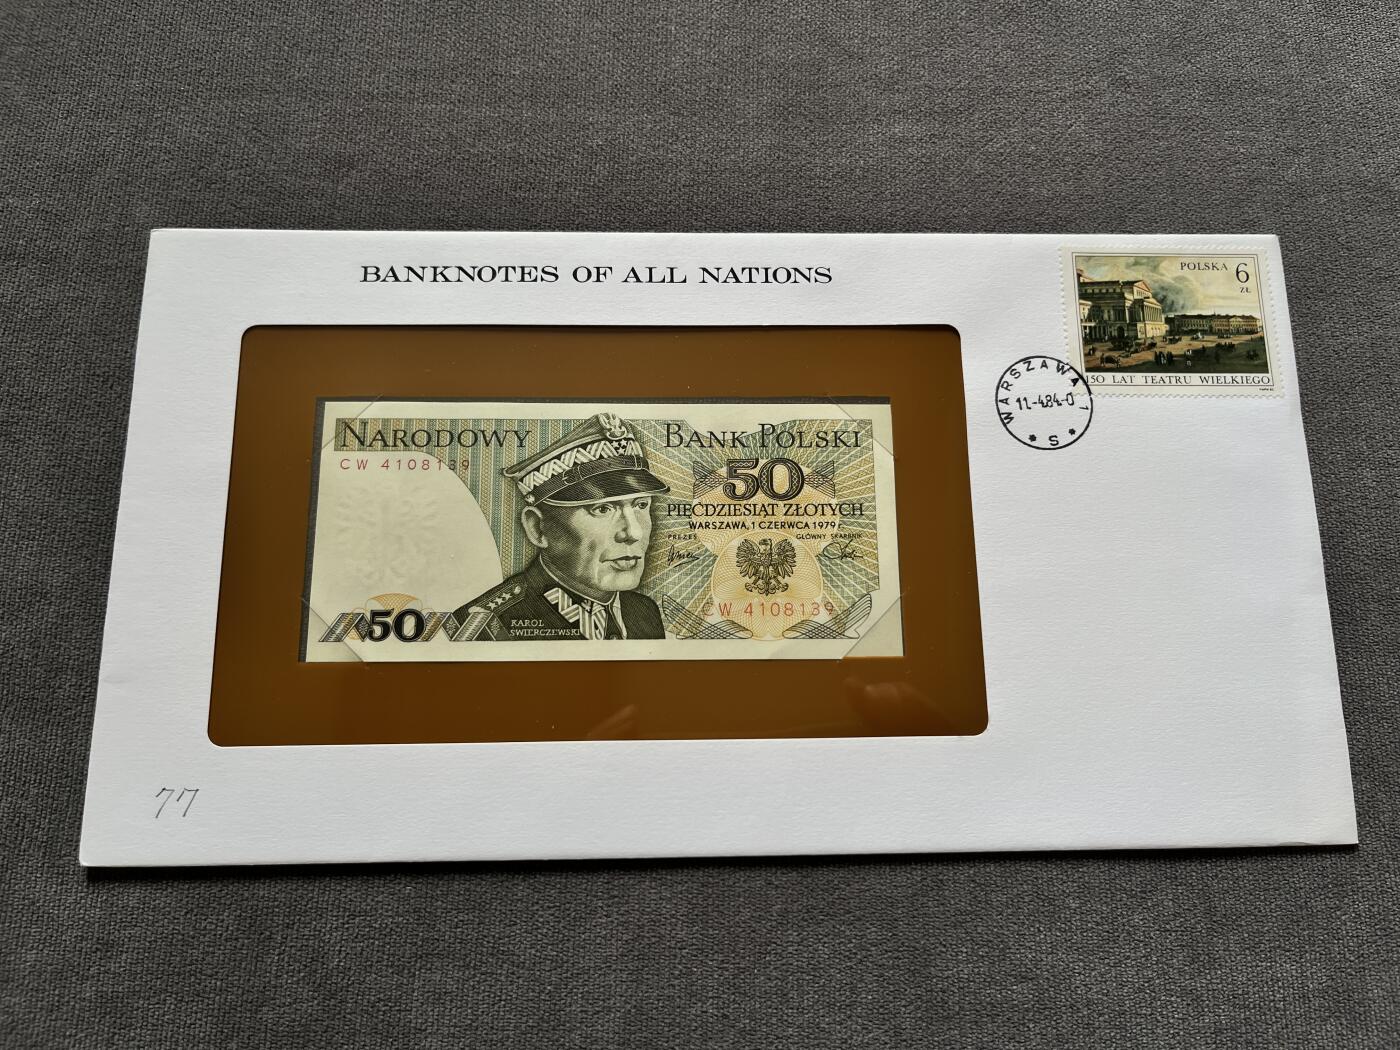 BANKNOTES OF ALL NATIONS
POLSKA 6
ZŁ
150 LAT TEATRU WIELKIEGO
WARSZAWA 1
11.-4.84.-0
* S *
NARODOWY BANK POLSKI
CW 4108139
50
PIĘĆDZIESIĄT ZŁOTYCH
WARSZAWA, 1 CZERWCA 1979 r.
PREZES GŁÓWNY SKARBNIK
CW 4108139
50
KAROL
ŚWIERCZEWSKI
77